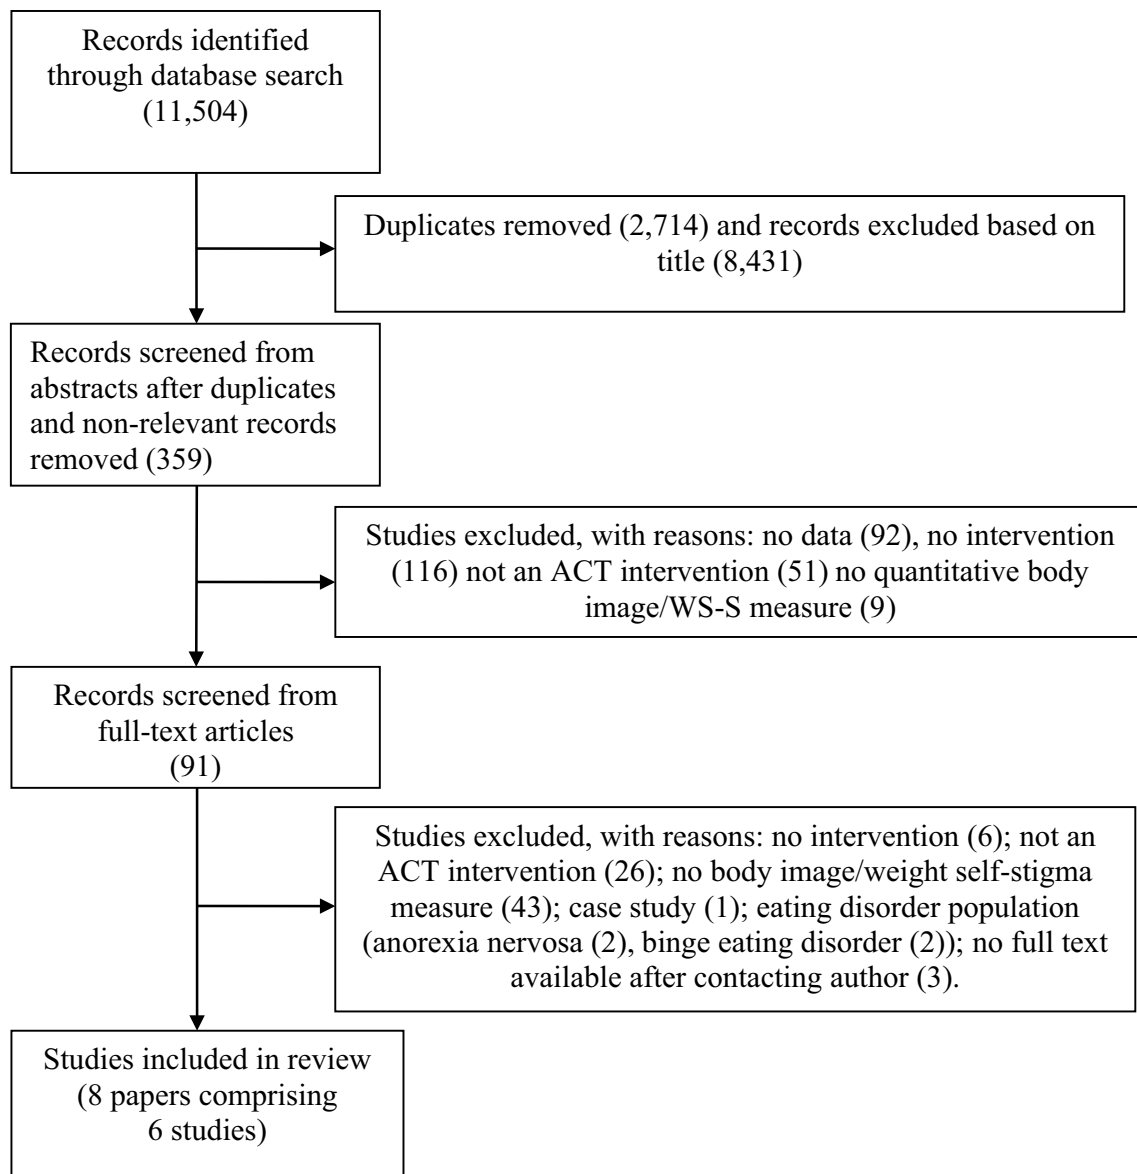 Records identified
through database search
(11,504)
Duplicates removed (2,714) and records excluded based on
title (8,431)
Records screened from
abstracts after duplicates
and non-relevant records
removed (359)
Studies excluded, with reasons: no data (92), no intervention
(116) not an ACT intervention (51) no quantitative body
image/WS-S measure (9)
Records screened from
full-text articles
(91)
Studies excluded, with reasons: no intervention (6); not an
ACT intervention (26); no body image/weight self-stigma
measure (43); case study (1); eating disorder population
(anorexia nervosa (2), binge eating disorder (2)); no full text
available after contacting author (3).
Studies included in review
(8 papers comprising
6 studies)